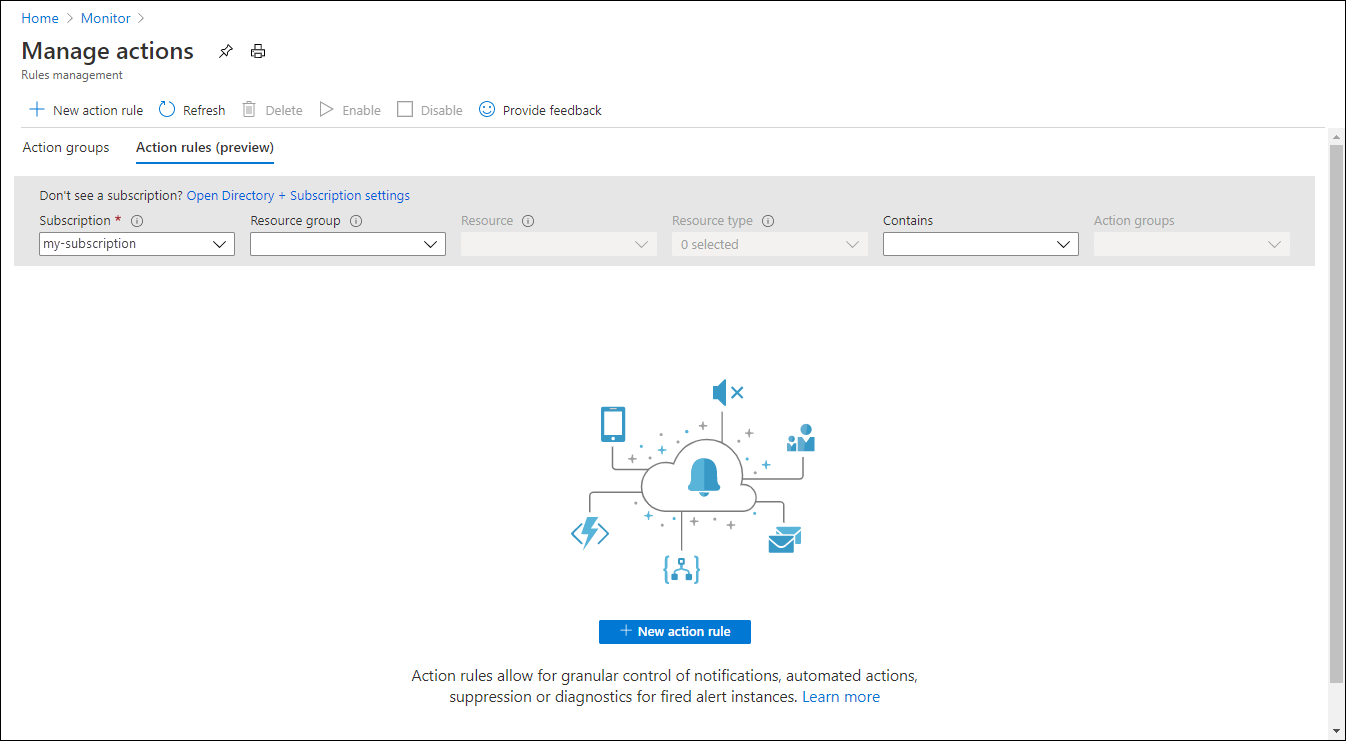 Home > Monitor >
Manage actions
Rules management
New action rule Refresh Delete Enable Disable Provide feedback
Action groups Action rules (preview)
Don't see a subscription? Open Directory + Subscription settings
Subscription * Resource group Resource Resource type Contains Action groups
my-subscription 0 selected
New action rule
Action rules allow for granular control of notifications, automated actions,
suppression or diagnostics for fired alert instances. Learn more